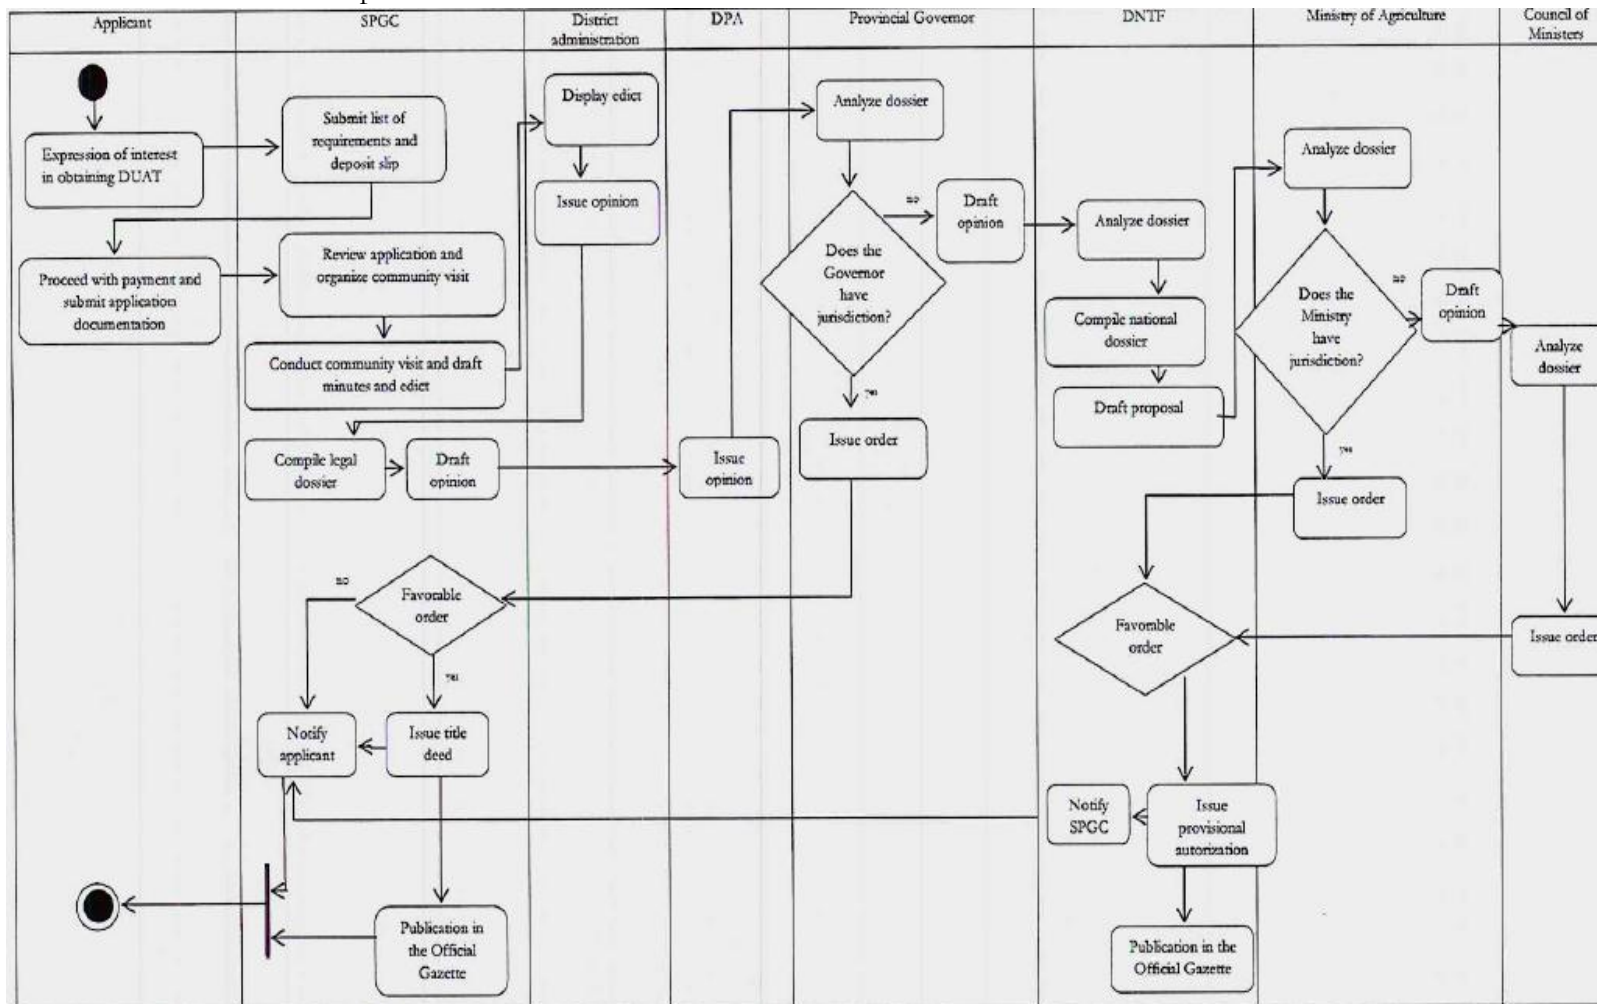 Applicant
SPGC
District
administration
DPA
Provincial Governor
DNTF
Ministry of Agriculture
Council of
Ministers
Expression of interest
in obtaining DUAT
Submit list of
requirements and
deposit slip
Proceed with payment and
submit application
documentation
Review application and
organize community visit
Conduct community visit and draft
minutes and edict
Display edict
Issue opinion
Compile legal
dossier
Draft
opinion
Issue
opinion
Analyze dossier
Does the
Governor
have
jurisdiction?
no
Draft
opinion
yes
Issue order
Analyze dossier
Compile national
dossier
Draft proposal
Analyze dossier
Does the
Ministry
have
jurisdiction?
no
Draft
opinion
yes
Issue order
Analyze
dossier
Issue order
Favorable
order
no
yes
Notify
applicant
Issue title
deed
Publication in
the Official
Gazette
Favorable
order
Notify
SPGC
Issue
provisional
autorization
Publication in the
Official Gazette